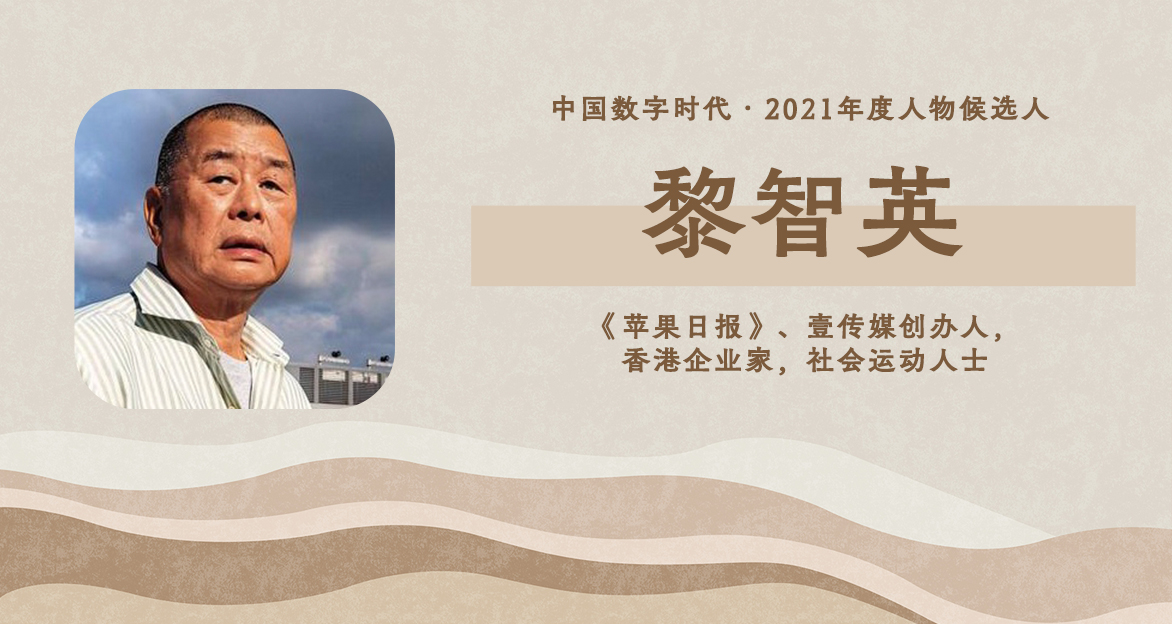 中国数字时代·2021年度人物候选人
黎智英
《苹果日报》、壹传媒创办人，
香港企业家，社会运动人士